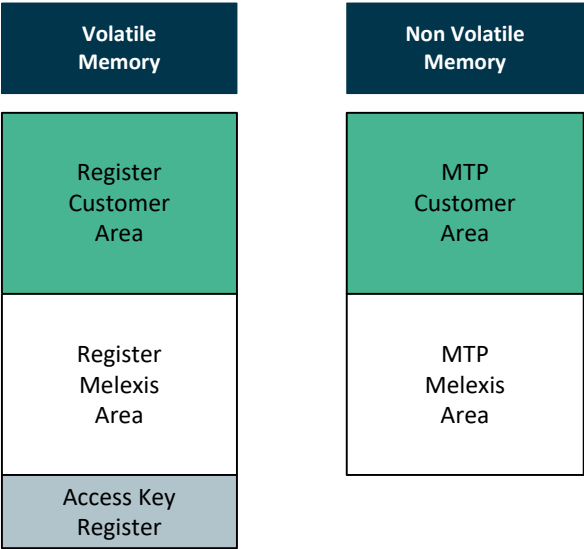 Volatile
Memory
Non Volatile
Memory
Register
Customer
Area
MTP
Customer
Area
Register
Melexis
Area
MTP
Melexis
Area
Access Key
Register